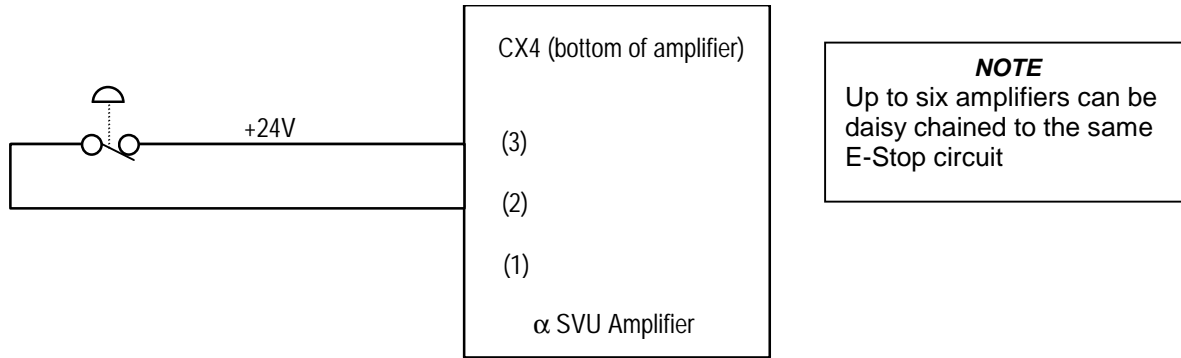 CX4 (bottom of amplifier)
+24V
(3)
(2)
(1)
α SVU Amplifier
NOTE
Up to six amplifiers can be
daisy chained to the same
E-Stop circuit